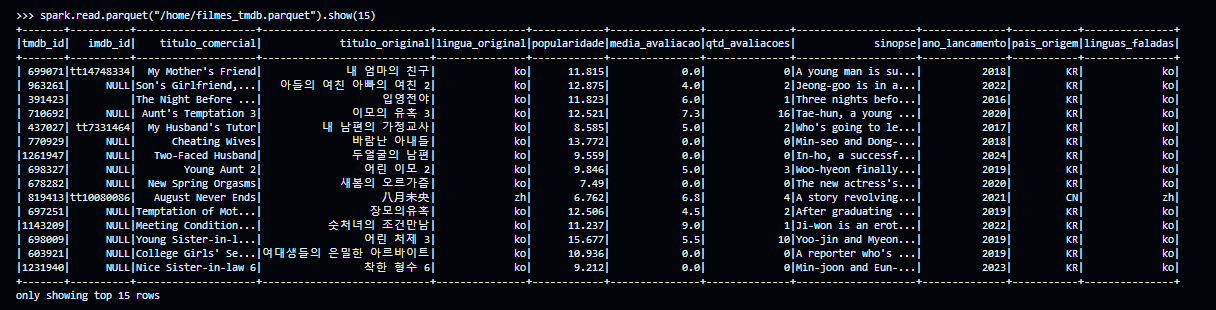 >>> spark.read.parquet("/home/filmes_tmdb.parquet").show(15)
+-------+----------+--------------------+--------------------------+---------------+------------+---------------+--------------+--------------------+--------------+-----------+---------------+
|tmdb_id|   imdb_id|    titulo_comercial|           titulo_original|lingua_original|popularidade|media_avaliacao|qtd_avaliacoes|             sinopse|ano_lancamento|pais_origem|linguas_faladas|
+-------+----------+--------------------+--------------------------+---------------+------------+---------------+--------------+--------------------+--------------+-----------+---------------+
| 699071|tt14748334|  My Mother's Friend|            내 엄마의 친구|             ko|      11.815|            0.0|             0|A young man is su...|          2018|         KR|             ko|
| 963261|      NULL|Son's Girlfriend,...|   아들의 여친 아빠의 여친 2|             ko|      12.875|            4.0|             2|Jeong-goo is in a...|          2022|         KR|             ko|
| 391423|          |The Night Before ...|                  입영전야|             ko|      11.823|            6.0|             1|Three nights befo...|          2016|         KR|             ko|
| 710692|      NULL|  Aunt's Temptation 3|             이모의 유혹 3|             ko|      12.521|            7.3|            16|Tae-hun, a young ...|          2020|         KR|             ko|
| 437027| tt7331464|  My Husband's Tutor|        내 남편의 가정교사|             ko|       8.585|            5.0|             2|Who's going to le...|          2017|         KR|             ko|
| 770929|      NULL|      Cheating Wives|             바람난 아내들|             ko|      13.772|            0.0|             0|Min-seo and Dong-...|          2018|         KR|             ko|
|1261947|      NULL|   Two-Faced Husband|             두얼굴의 남편|             ko|       9.559|            0.0|             0|In-ho, a successf...|          2024|         KR|             ko|
| 698327|      NULL|        Young Aunt 2|               어린 이모 2|             ko|       9.846|            5.0|             3|Woo-hyeon finally...|          2019|         KR|             ko|
| 678282|      NULL|  New Spring Orgasms|            새봄의 오르가즘|             ko|        7.49|            0.0|             0|The new actress's...|          2020|         KR|             ko|
| 819413|tt10080086|   August Never Ends|                  八月未央|             zh|       6.762|            6.8|             4|A story revolving...|          2021|         CN|             zh|
| 697251|      NULL|Temptation of Mot...|                장모의유혹|             ko|      12.506|            4.5|             2|After graduating ...|          2019|         KR|             ko|
|1143209|      NULL|Meeting Condition...|           숫처녀의 조건만남|             ko|      11.237|            9.0|             1|Ji-won is an erot...|          2022|         KR|             ko|
| 698009|      NULL|Young Sister-in-l...|               어린 처제 3|             ko|      15.677|            5.5|            10|Yoo-jin and Myeon...|          2019|         KR|             ko|
| 603921|      NULL|College Girls' Se...|여대생들의 은밀한 아르바이트|             ko|      10.936|            0.0|             0|A reporter who's ...|          2019|         KR|             ko|
|1231940|      NULL|Nice Sister-in-law 6|               착한 형수 6|             ko|       9.212|            0.0|             0|Min-joon and Eun-...|          2023|         KR|             ko|
+-------+----------+--------------------+--------------------------+---------------+------------+---------------+--------------+--------------------+--------------+-----------+---------------+
only showing top 15 rows